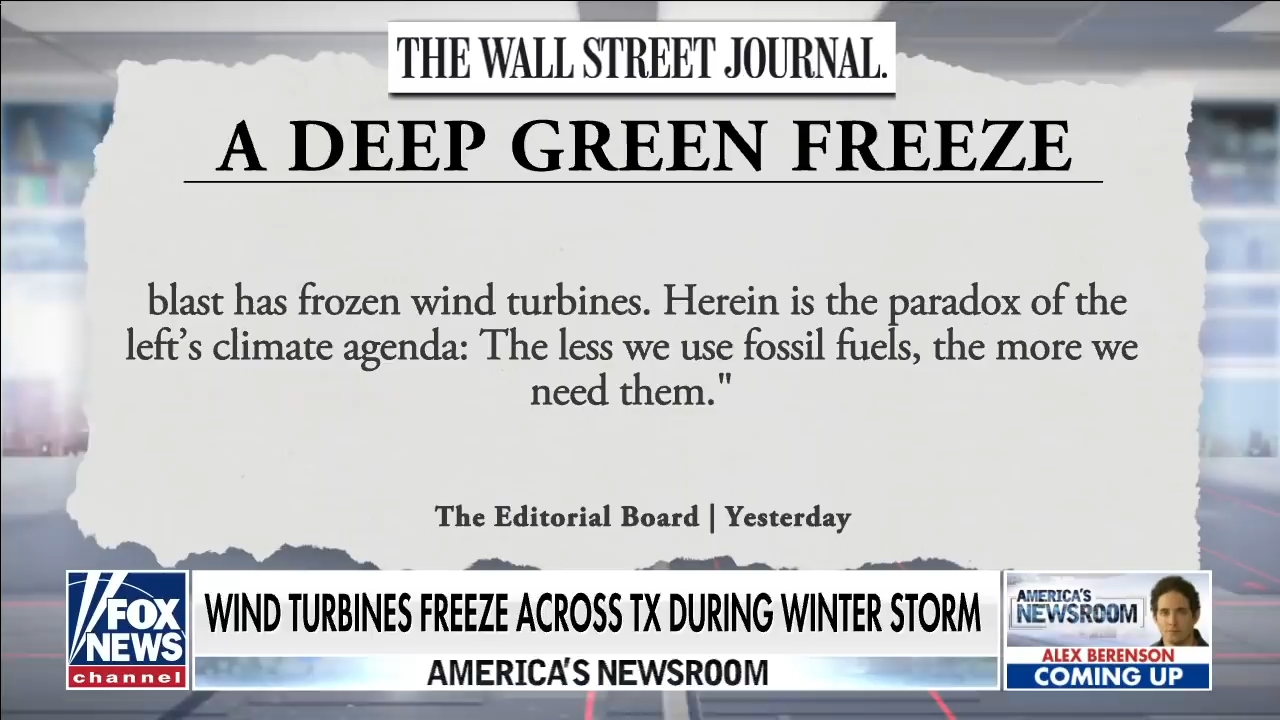 THE WALL STREET JOURNAL.
A DEEP GREEN FREEZE
blast has frozen wind turbines. Herein is the paradox of the
left's climate agenda: The less we use fossil fuels, the more we
need them."
The Editorial Board | Yesterday
FOX
NEWS
channel
WIND TURBINES FREEZE ACROSS TX DURING WINTER STORM
AMERICA'S NEWSROOM
AMERICA'S
NEWSROOM
ALEX BERENSON
COMING UP